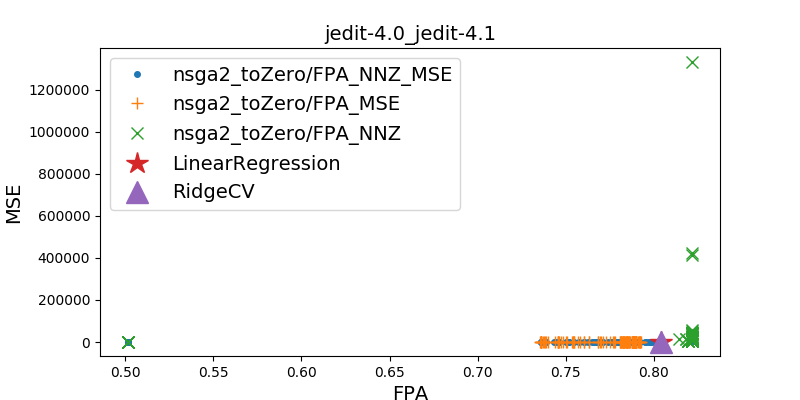 jedit-4.0_jedit-4.1
nsga2_toZero/FPA_NNZ_MSE
nsga2_toZero/FPA_MSE
nsga2_toZero/FPA_NNZ
LinearRegression
RidgeCV
MSE
1200000
1000000
800000
600000
400000
200000
0
0.50 0.55 0.60 0.65 0.70 0.75 0.80
FPA